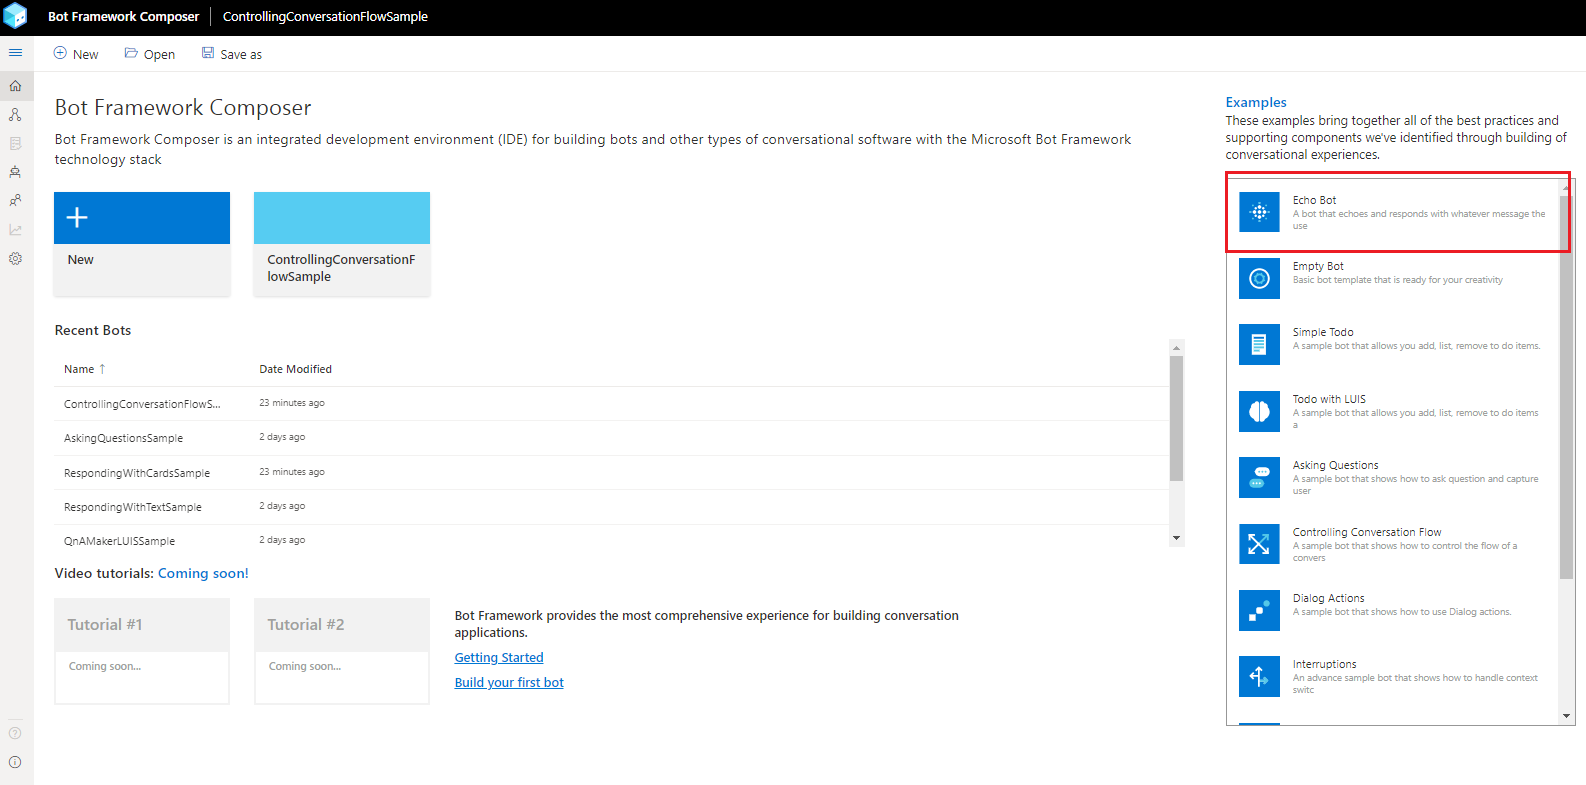 Bot Framework Composer
ControllingConversationFlowSample
New
Open
Save as
Bot Framework Composer
Bot Framework Composer is an integrated development environment (IDE) for building bots and other types of conversational software with the Microsoft Bot Framework
technology stack
New
ControllingConversationF
lowSample
Recent Bots
Name ↑
Date Modified
ControllingConversationFlowS...
23 minutes ago
AskingQuestionsSample
2 days ago
RespondingWithCardsSample
23 minutes ago
RespondingWithTextSample
2 days ago
QnAMakerLUISSample
2 days ago
Video tutorials: Coming soon!
Tutorial #1
Coming soon...
Tutorial #2
Coming soon...
Bot Framework provides the most comprehensive experience for building conversation
applications.
Getting Started
Build your first bot
Examples
These examples bring together all of the best practices and
supporting components we've identified through building of
conversational experiences.
Echo Bot
A bot that echoes and responds with whatever message the
use
Empty Bot
Basic bot template that is ready for your creativity
Simple Todo
A sample bot that allows you add, list, remove to do items.
Todo with LUIS
A sample bot that allows you add, list, remove to do items
a
Asking Questions
A sample bot that shows how to ask question and capture
user
Controlling Conversation Flow
A sample bot that shows how to control the flow of a
convers
Dialog Actions
A sample bot that shows how to use Dialog actions.
Interruptions
An advance sample bot that shows how to handle context
switc